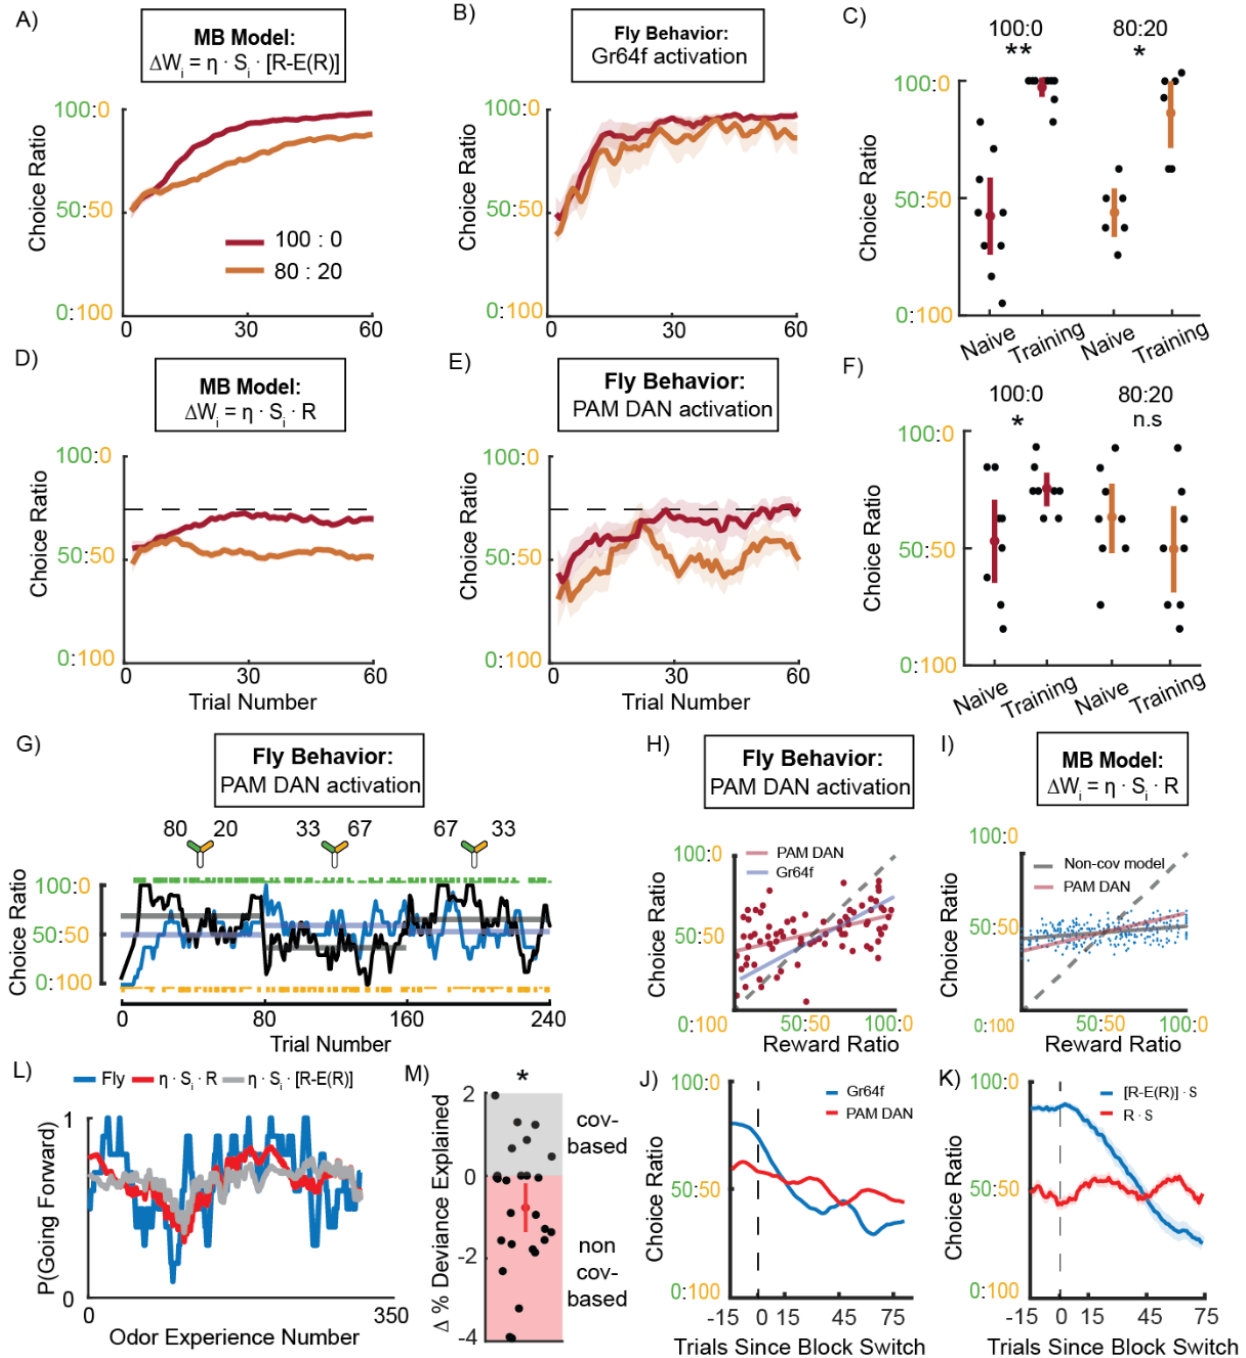 A)
MB Model:
ΔWi = η · Si · [R-E(R)]
Choice Ratio
100:0
50:50
0:100
100 : 0
80 : 20
0
30
60
B)
Fly Behavior:
Gr64f activation
Choice Ratio
100:0
50:50
0:100
0
30
60
C)
100:0
**
80:20
*
Choice Ratio
100:0
50:50
0:100
Naive
Training
Naive
Training
D)
MB Model:
ΔWi = η · Si · R
Choice Ratio
100:0
50:50
0:100
0
30
60
Trial Number
E)
Fly Behavior:
PAM DAN activation
Choice Ratio
100:0
50:50
0:100
0
30
60
Trial Number
F)
100:0
*
80:20
n.s
Choice Ratio
100:0
50:50
0:100
Naive
Training
Naive
Training
G)
Fly Behavior:
PAM DAN activation
80 20
33 67
67 33
Choice Ratio
100:0
50:50
0:100
0
80
160
240
Trial Number
H)
Fly Behavior:
PAM DAN activation
PAM DAN
Gr64f
Choice Ratio
100:0
50:50
0:100
50:50
100:0
Reward Ratio
I)
MB Model:
ΔWi = η · Si · R
Non-cov model
PAM DAN
Choice Ratio
100:0
50:50
0:100
50:50
100:0
Reward Ratio
L)
Fly
η · Si · R
η · Si · [R-E(R)]
P(Going Forward)
1
0
0
350
Odor Experience Number
M)
*
Δ % Deviance Explained
2
0
-2
-4
cov-
based
non
cov-
based
J)
Gr64f
PAM DAN
Choice Ratio
100:0
50:50
0:100
-15
0
15
45
75
Trials Since Block Switch
K)
[R-E(R)] · S
R · S
Choice Ratio
100:0
50:50
0:100
-15
0
15
45
75
Trials Since Block Switch